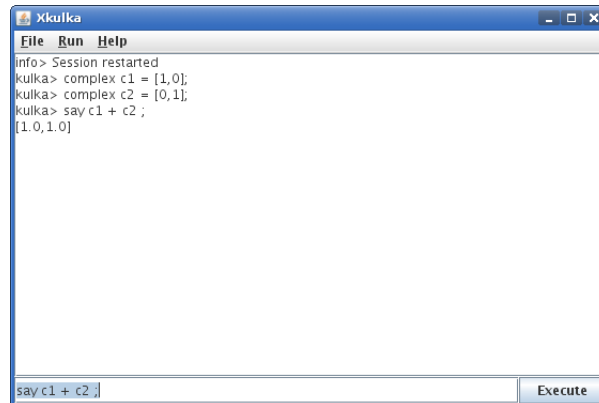 Xkulka
File Run Help
info> Session restarted
kulka> complex c1 = [1,0];
kulka> complex c2 = [0,1];
kulka> say c1 + c2 ;
[1.0,1.0]
say c1 + c2 ;
Execute